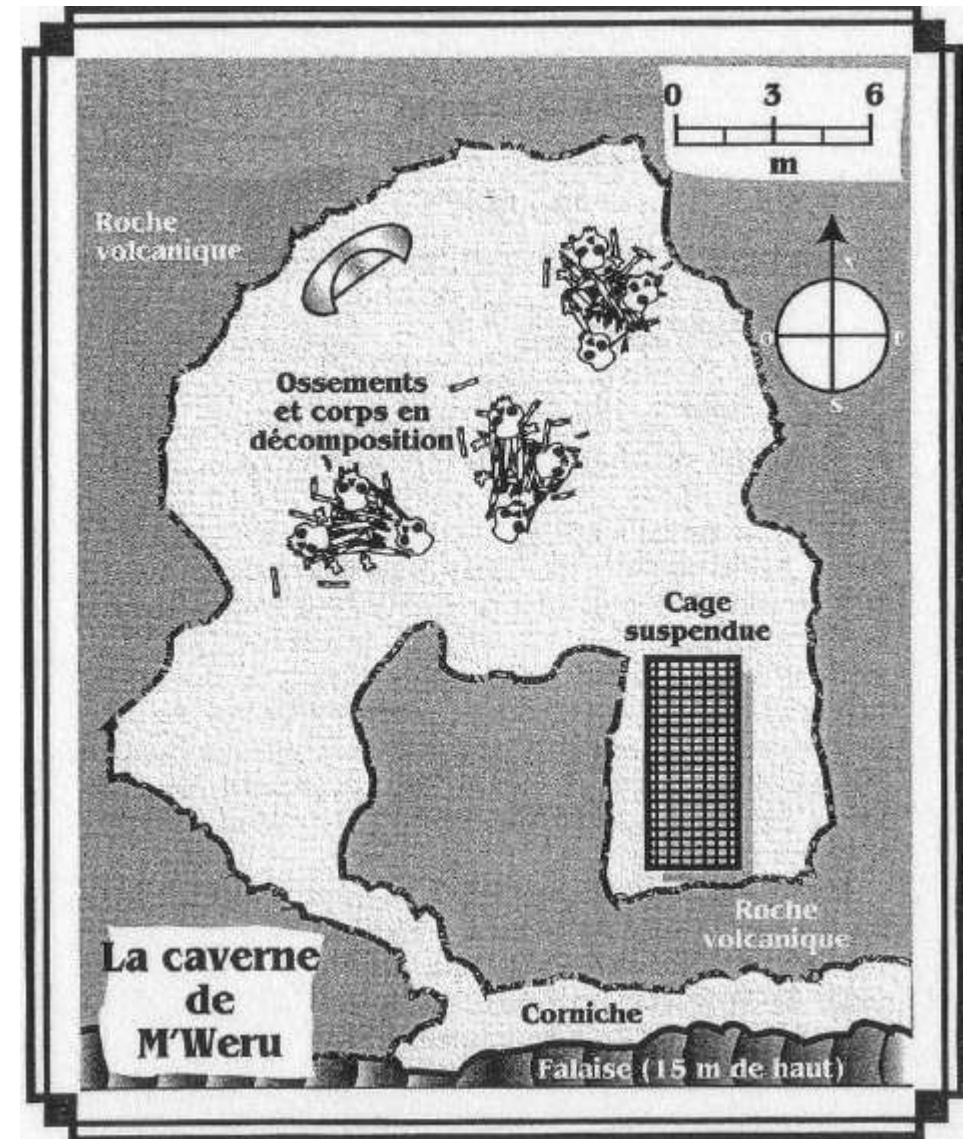 0 3 6
m
Roche
volcanique
N
O E
S
Ossements
et corps en
décomposition
Cage
suspendue
Roche
volcanique
La caverne
de
M'Weru
Corniche
Falaise (15 m de haut)